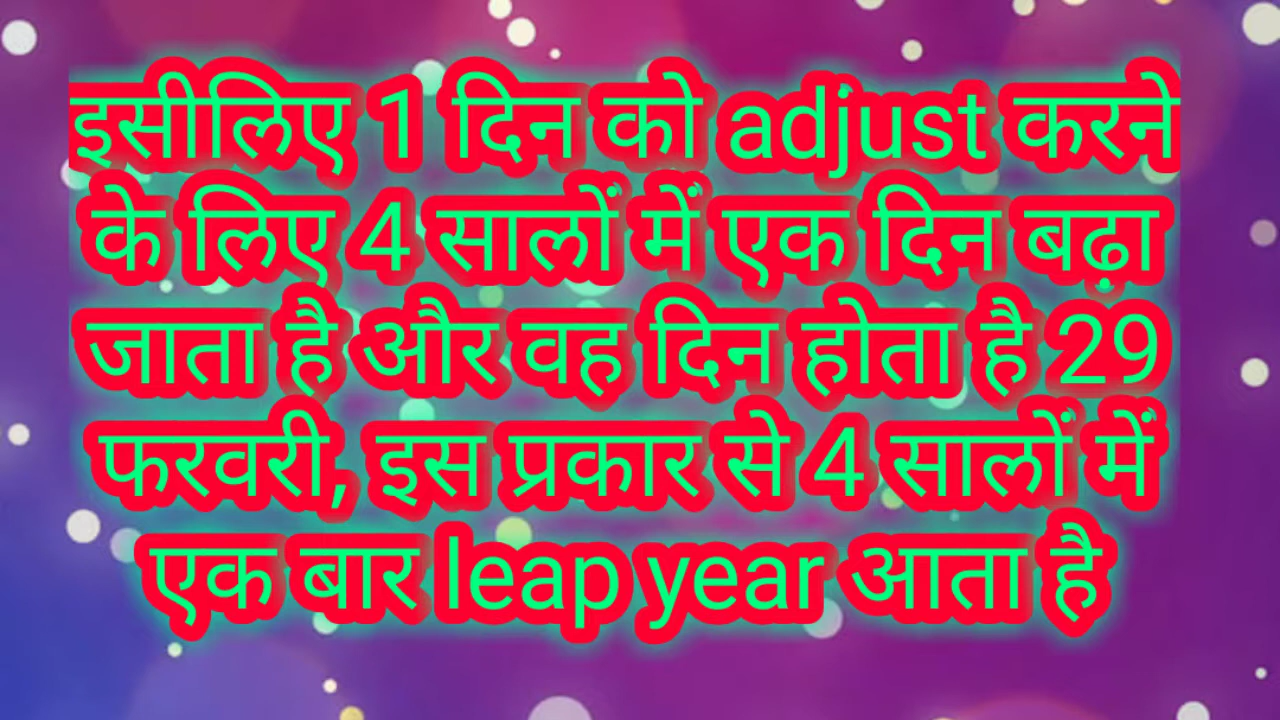 इसीलिए 1 दिन को adjust करने
के लिए 4 सालों में एक दिन बढ़ा
जाता है और वह दिन होता है 29
फरवरी, इस प्रकार से 4 सालों में
एक बार leap year आता है